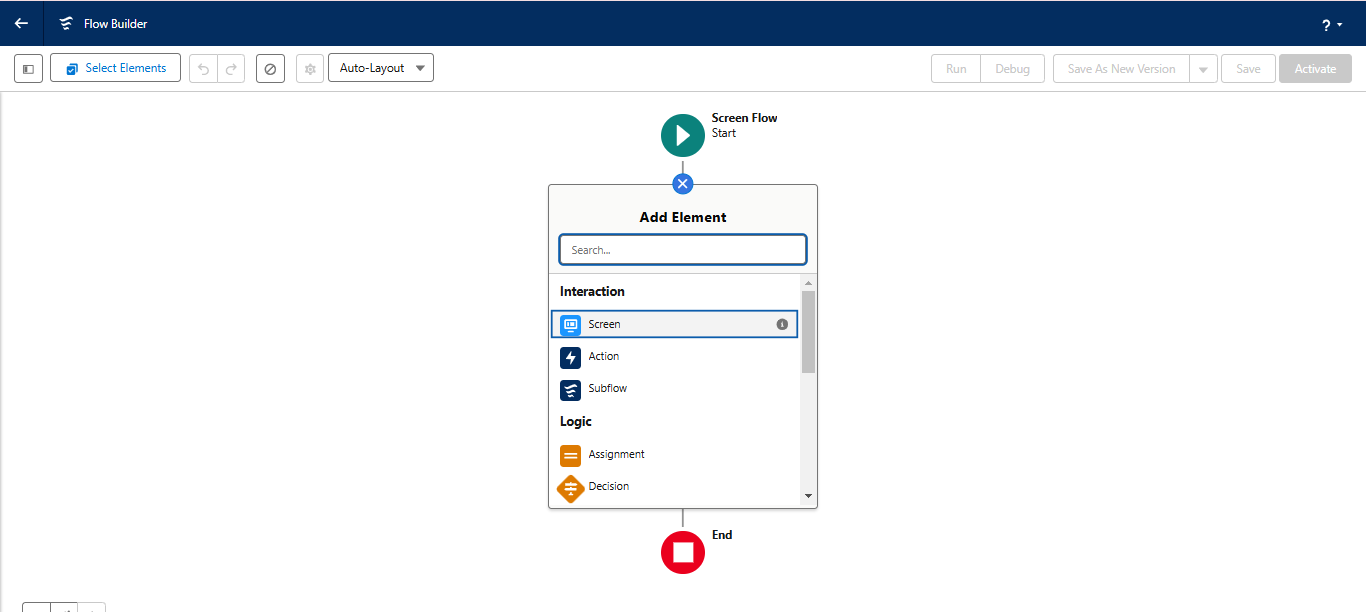 Flow Builder
?
Select Elements
Auto-Layout
Run
Debug
Save As New Version
Save
Activate
Screen Flow
Start
Add Element
Search...
Interaction
Screen
Action
Subflow
Logic
Assignment
Decision
End